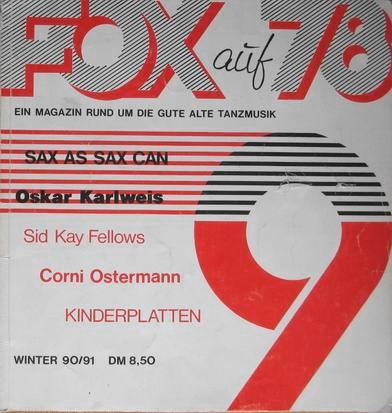 FOX auf 78
EIN MAGAZIN RUND UM DIE GUTE ALTE TANZMUSIK
SAX AS SAX CAN
Oskar Karlweis
Sid Kay Fellows
Corni Ostermann
KINDERPLATTEN
9
WINTER 90/91 DM 8,50